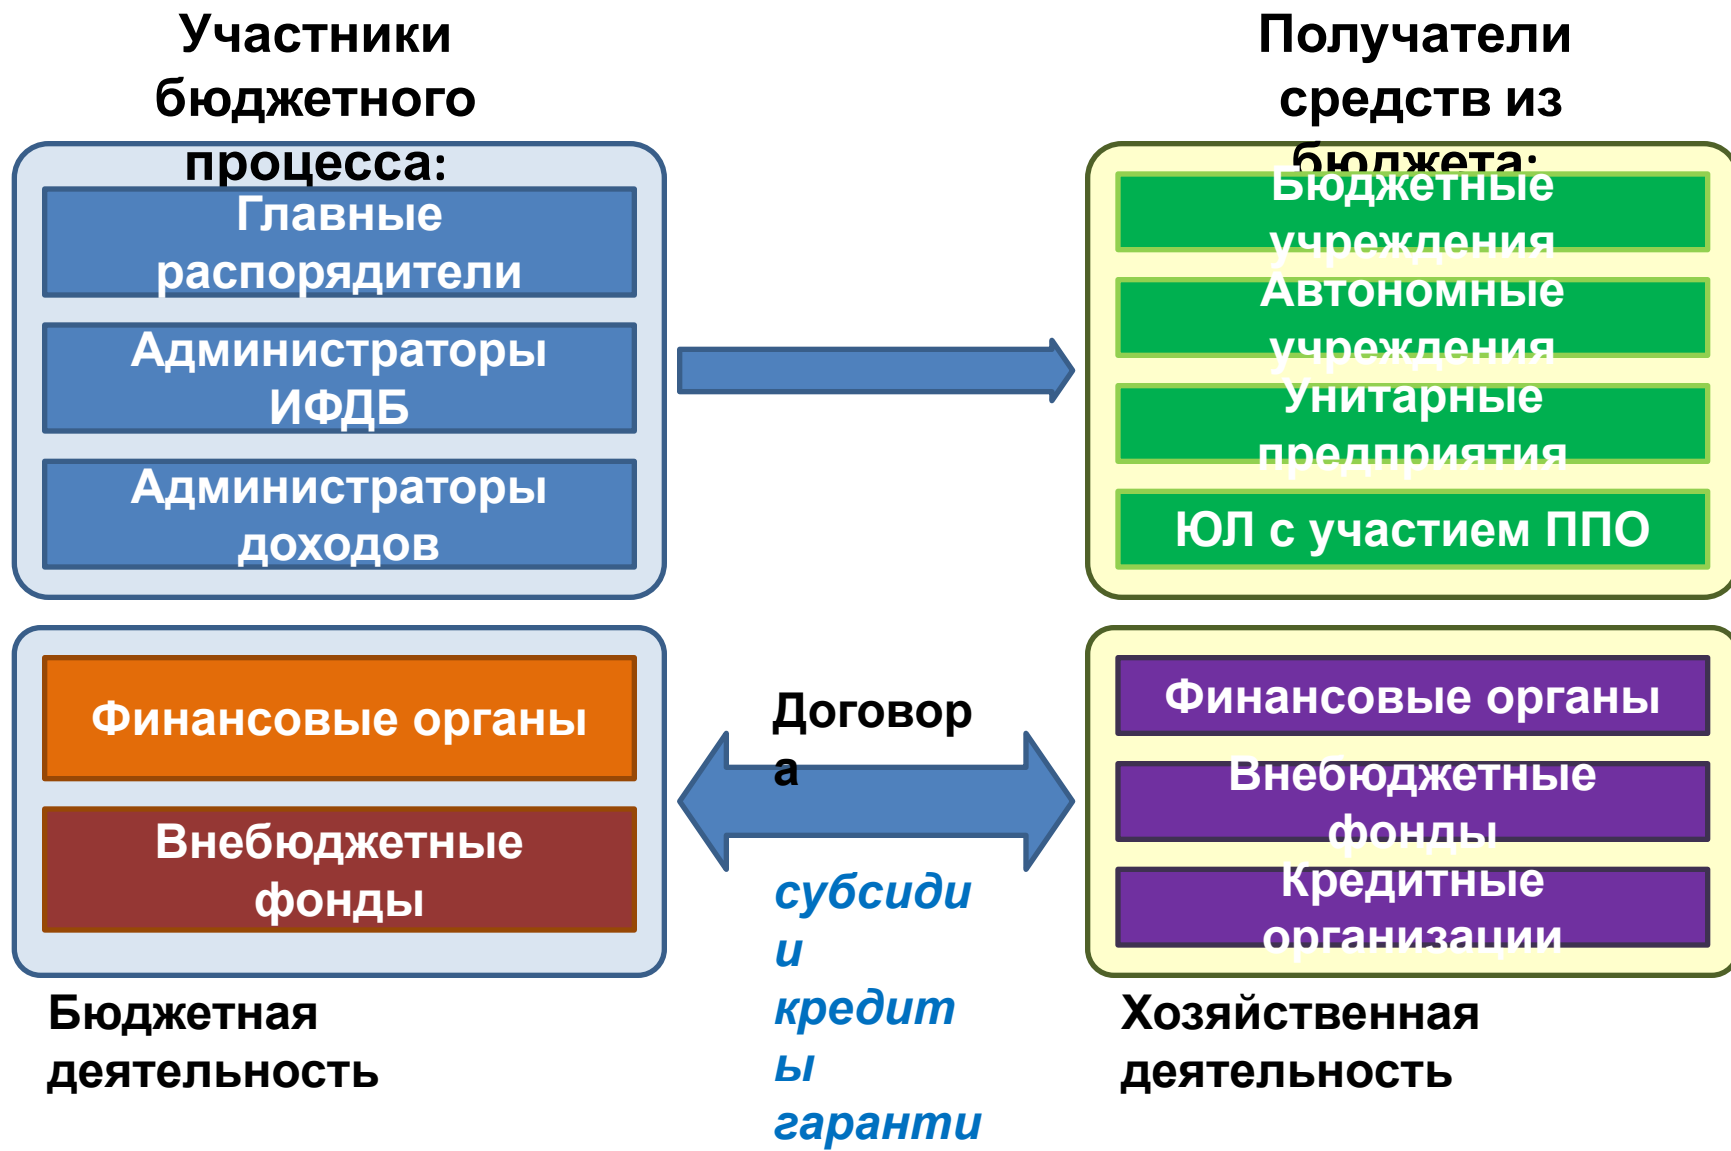 Участники
бюджетного
процесса:
Главные
распорядители
Администраторы
ИФДБ
Администраторы
доходов
Финансовые органы
Внебюджетные
фонды
Бюджетная
деятельность
Договор
а
субсиди
и
кредит
ы
гаранти
Получатели
средств из
бюджета:
Бюджетные
учреждения
Автономные
учреждения
Унитарные
предприятия
ЮЛ с участием ППО
Финансовые органы
Внебюджетные
фонды
Кредитные
организации
Хозяйственная
деятельность